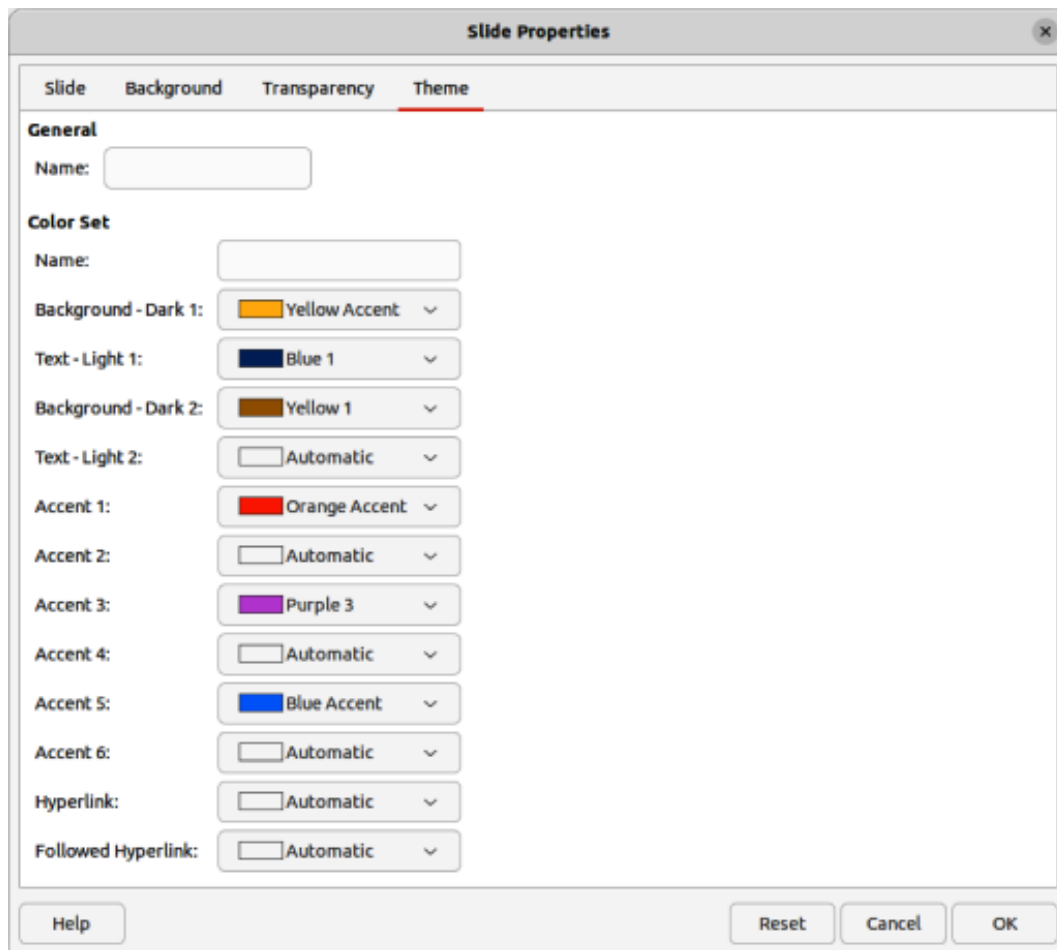 Slide Properties
Slide Background Transparency Theme
General
Name:
Color Set
Name:
Background - Dark 1: Yellow Accent
Text - Light 1: Blue 1
Background - Dark 2: Yellow 1
Text - Light 2: Automatic
Accent 1: Orange Accent
Accent 2: Automatic
Accent 3: Purple 3
Accent 4: Automatic
Accent 5: Blue Accent
Accent 6: Automatic
Hyperlink: Automatic
Followed Hyperlink: Automatic
Help Reset Cancel OK